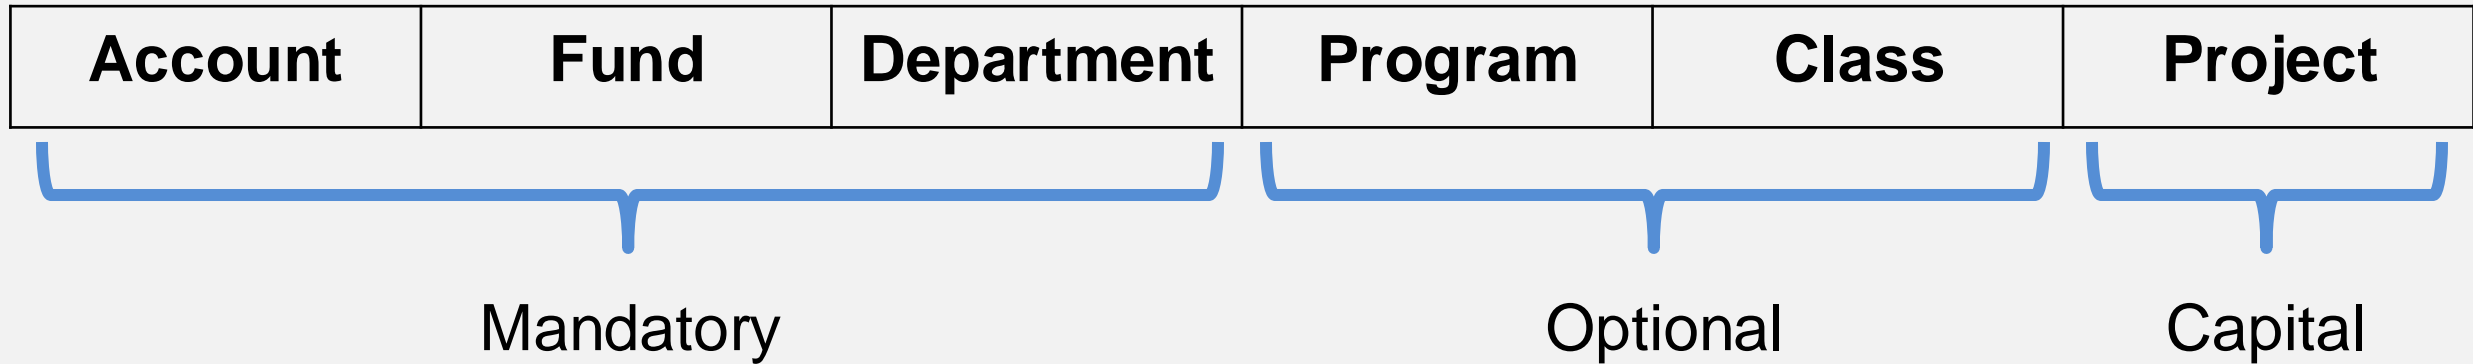 Account Fund Department Program Class Project
Mandatory Optional Capital